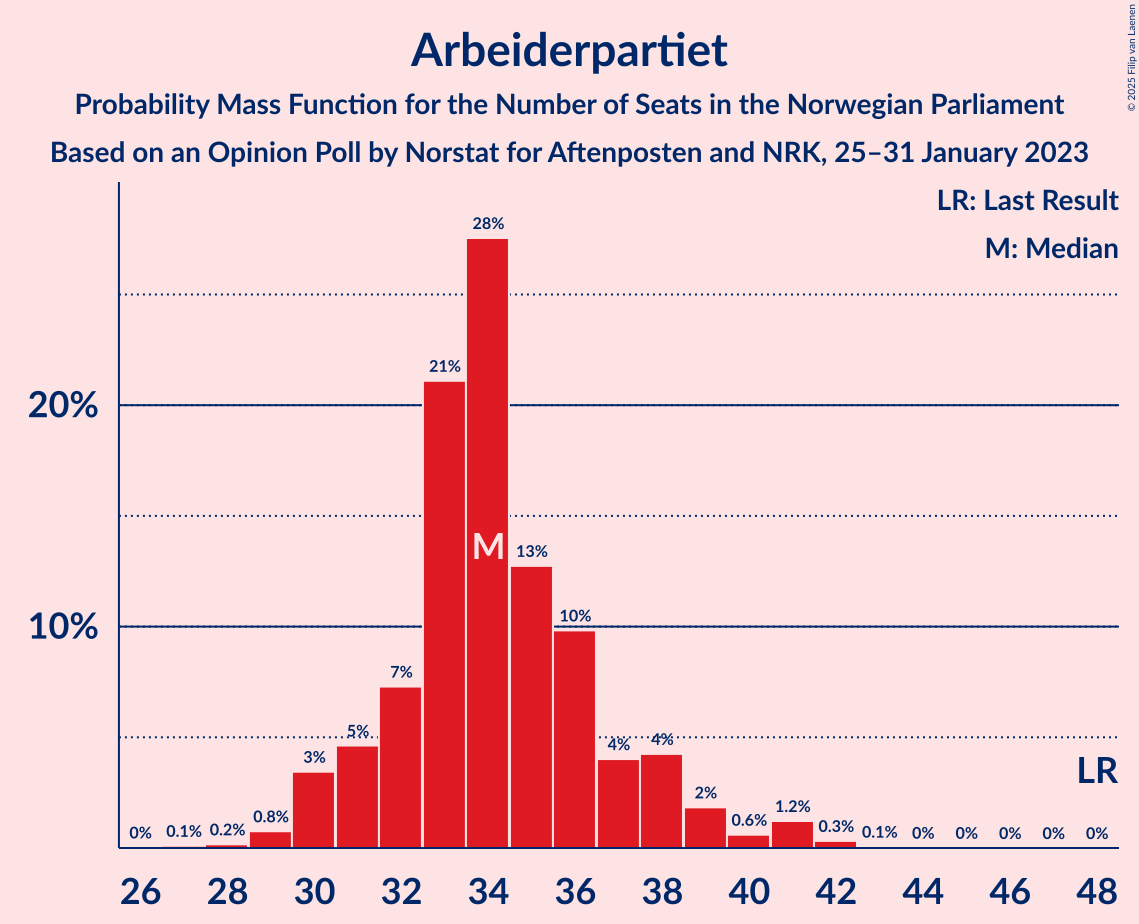 Arbeiderpartiet
Probability Mass Function for the Number of Seats in the Norwegian Parliament
Based on an Opinion Poll by Norstat for Aftenposten and NRK, 25–31 January 2023
© 2025 Filip van Laenen
LR: Last Result
M: Median
28%
21%
20%
M
13%
10%
10%
7%
5%
4%
4%
3%
LR
2%
1.2%
0.8%
0.6%
0%
0.1%
0.2%
0.3%
0.1%
0%
0%
0%
0%
0%
26 28 30 32 34 36 38 40 42 44 46 48